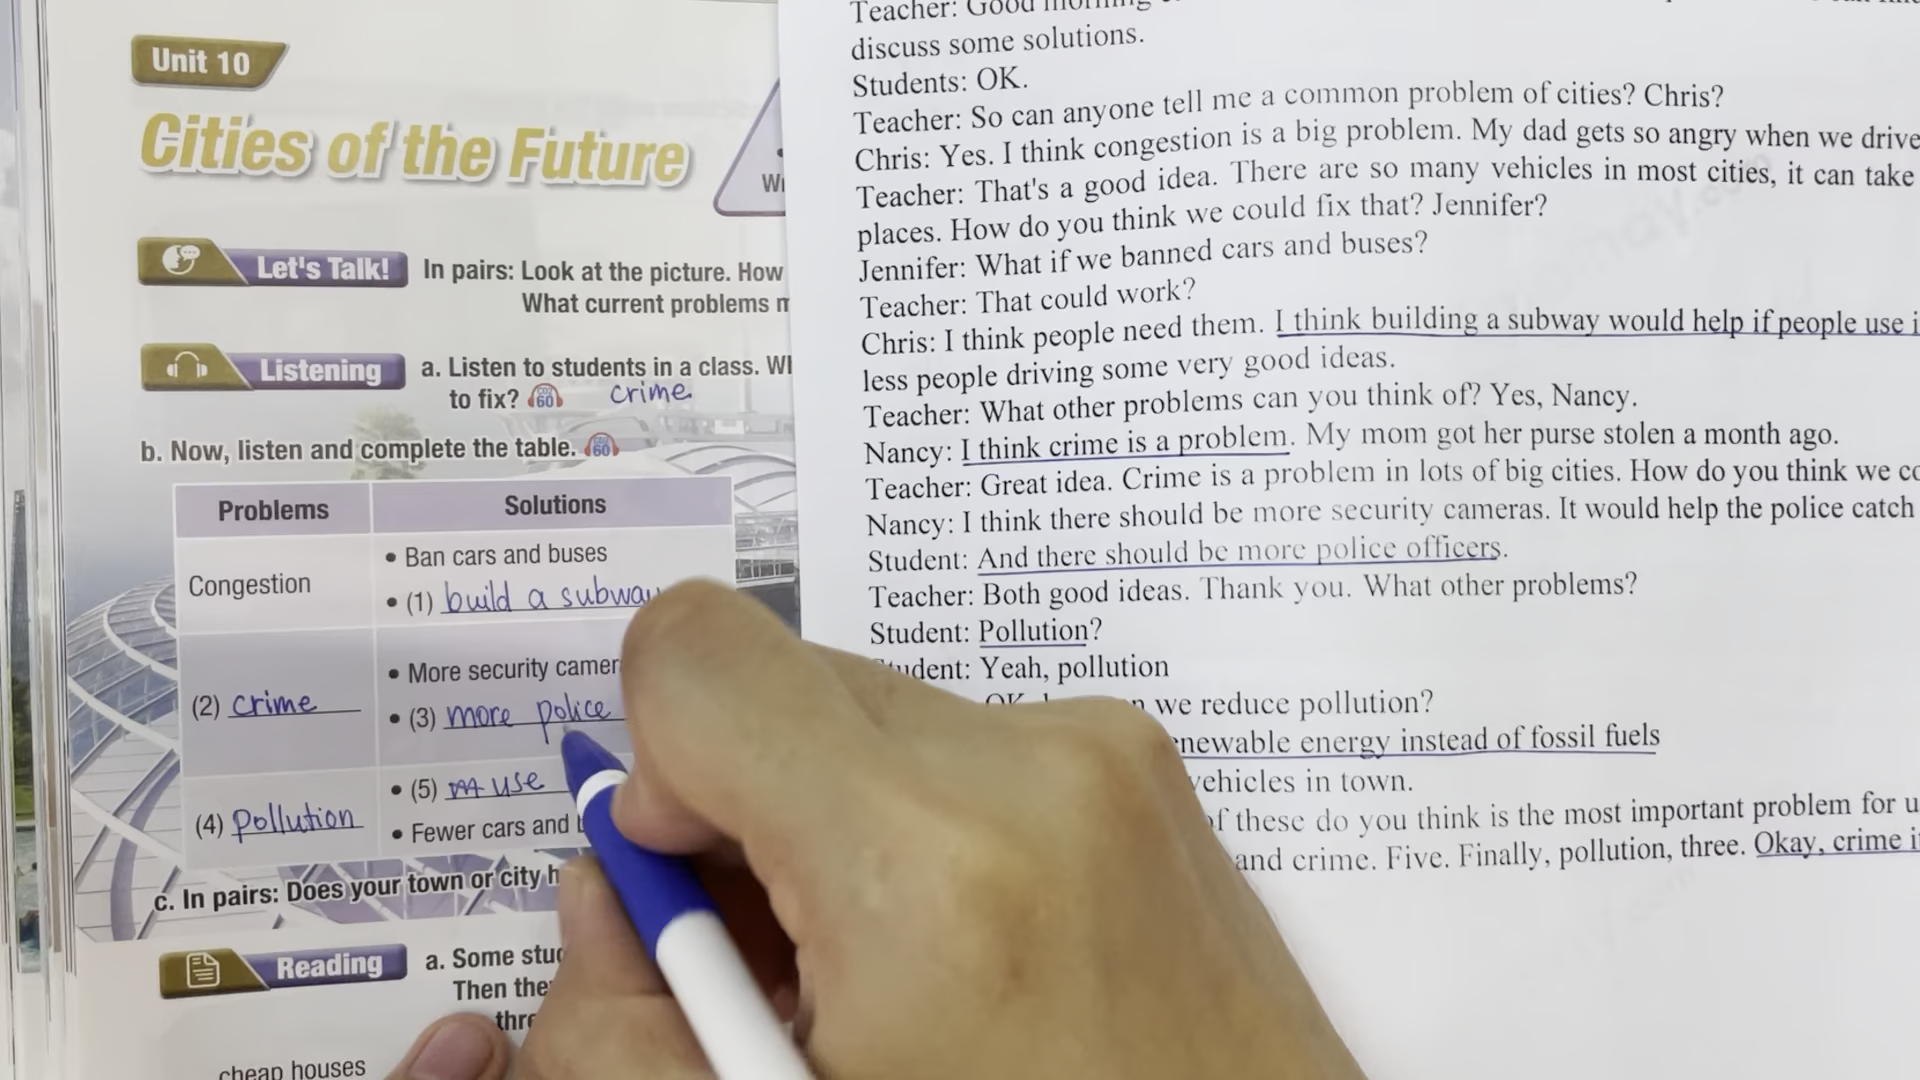 Unit 10
Cities of the Future
Let's Talk!
In pairs: Look at the picture. How
What current problems
Listening
a. Listen to students in a class.
to fix? 60 crime
b. Now, listen and complete the table. 60
Problems Solutions
Congestion
• Ban cars and buses
• (1) build a subway
(2) crime
• More security
• (3) more police
(4) pollution
• (5) use
• Fewer cars and
c. In pairs: Does your town or city
Reading
a. Some
Then
cheap houses
Teacher: Good morning
discuss some solutions.
Students: OK.
Teacher: So can anyone tell me a common problem of cities? Chris?
Chris: Yes. I think congestion is a big problem. My dad gets so angry when we drive
Teacher: That's a good idea. There are so many vehicles in most cities, it can take
places. How do you think we could fix that? Jennifer?
Jennifer: What if we banned cars and buses?
Teacher: That could work?
Chris: I think people need them. I think building a subway would help if people use
less people driving some very good ideas.
Teacher: What other problems can you think of? Yes, Nancy.
Nancy: I think crime is a problem. My mom got her purse stolen a month ago.
Teacher: Great idea. Crime is a problem in lots of big cities. How do you think we
Nancy: I think there should be more security cameras. It would help the police catch
Student: And there should be more police officers.
Teacher: Both good ideas. Thank you. What other problems?
Student: Pollution?
Student: Yeah, pollution
we reduce pollution?
energy instead of fossil fuels
vehicles in town.
of these do you think is the most important problem for
and crime. Five. Finally, pollution, three. Okay, crime